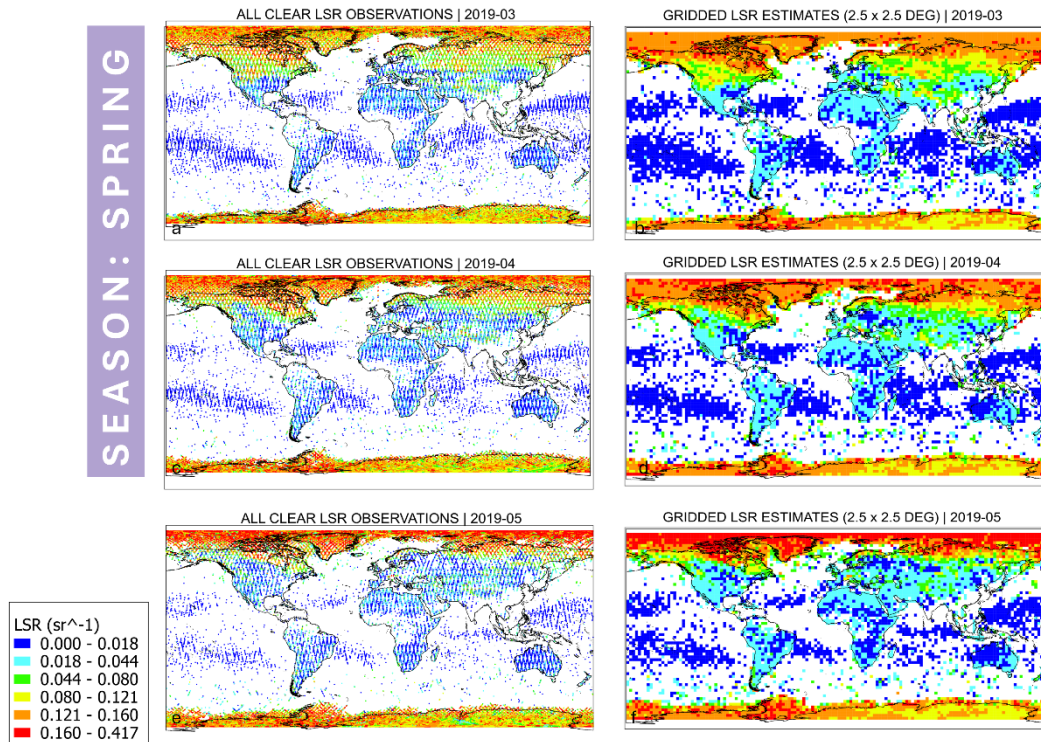 SEASON: SPRING
ALL CLEAR LSR OBSERVATIONS | 2019-03
GRIDDED LSR ESTIMATES (2.5 x 2.5 DEG) | 2019-03
a
b
ALL CLEAR LSR OBSERVATIONS | 2019-04
GRIDDED LSR ESTIMATES (2.5 x 2.5 DEG) | 2019-04
c
d
ALL CLEAR LSR OBSERVATIONS | 2019-05
GRIDDED LSR ESTIMATES (2.5 x 2.5 DEG) | 2019-05
e
f
LSR (sr^-1)
0.000 - 0.018
0.018 - 0.044
0.044 - 0.080
0.080 - 0.121
0.121 - 0.160
0.160 - 0.417